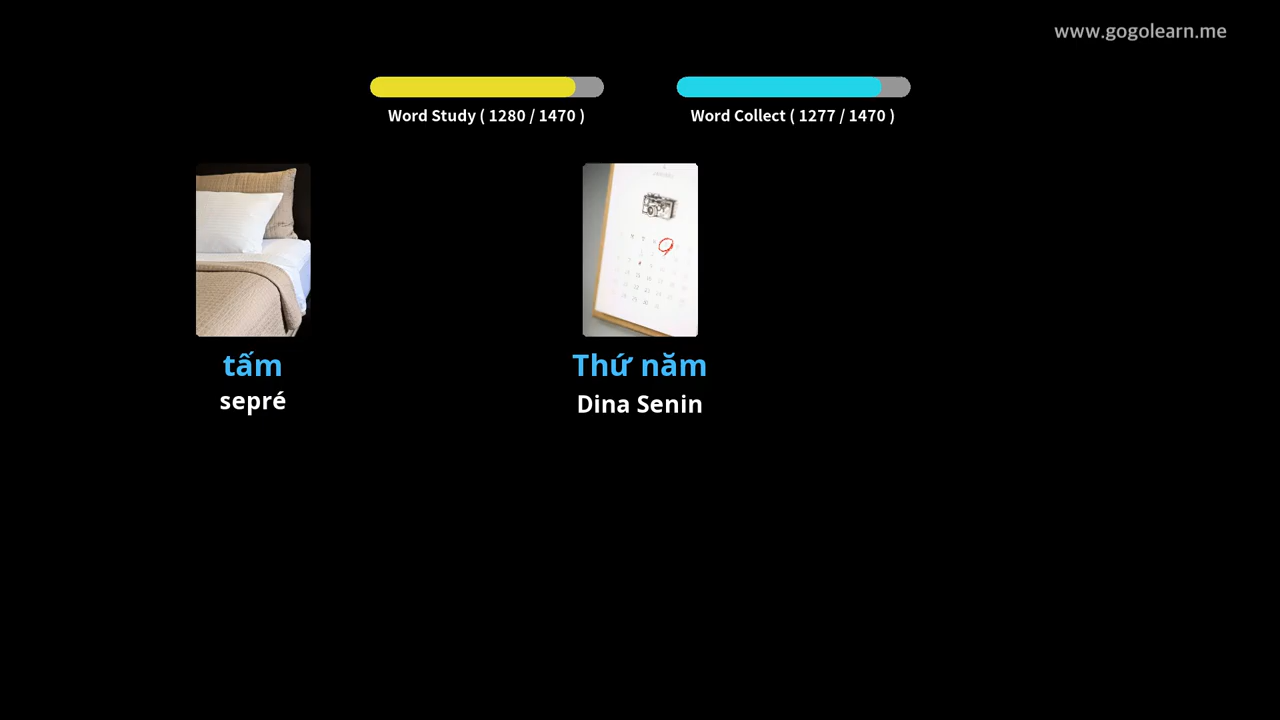 www.gogolearn.me
Word Study ( 1280 / 1470 )
Word Collect ( 1277 / 1470 )
tấm
sepré
Thứ năm
Dina Senin